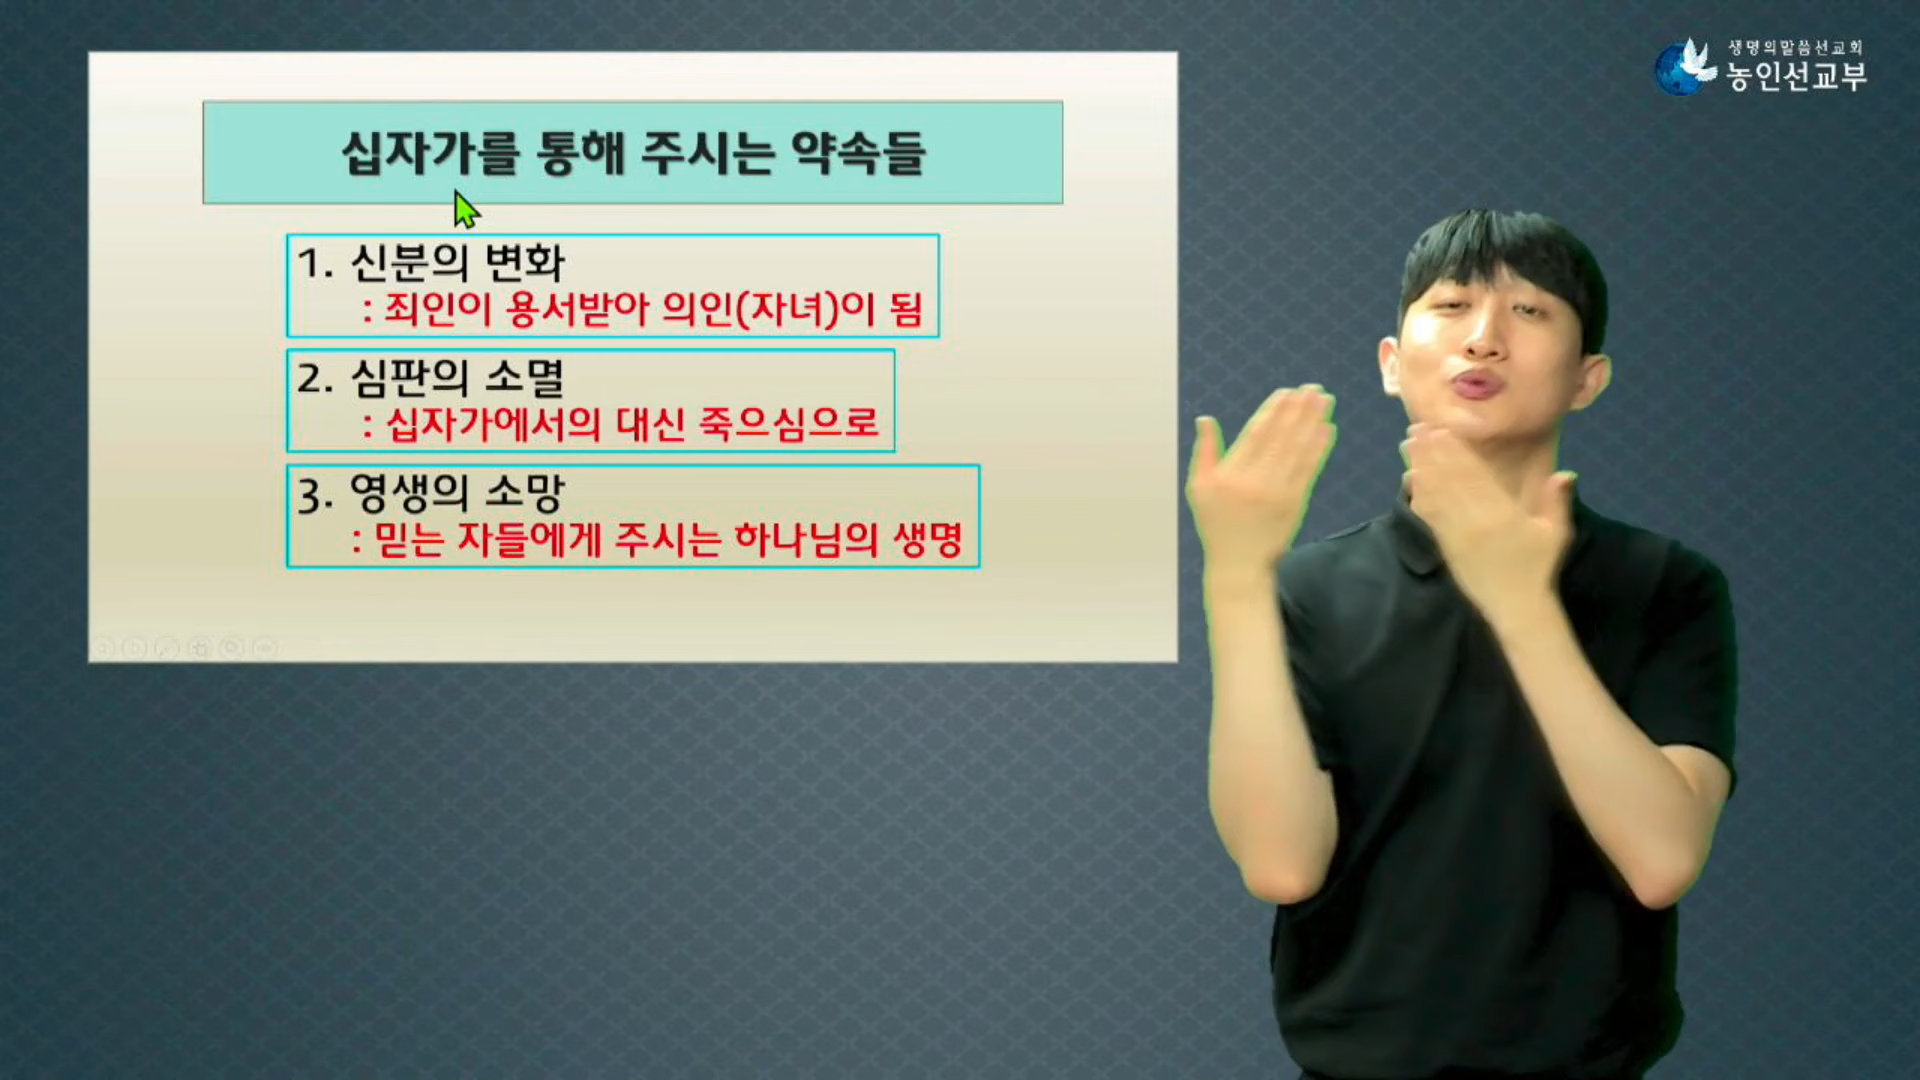 생명의말씀선교회
농인선교부
십자가를 통해 주시는 약속들
1. 신분의 변화
: 죄인이 용서받아 의인(자녀)이 됨
2. 심판의 소멸
: 십자가에서의 대신 죽으심으로
3. 영생의 소망
: 믿는 자들에게 주시는 하나님의 생명